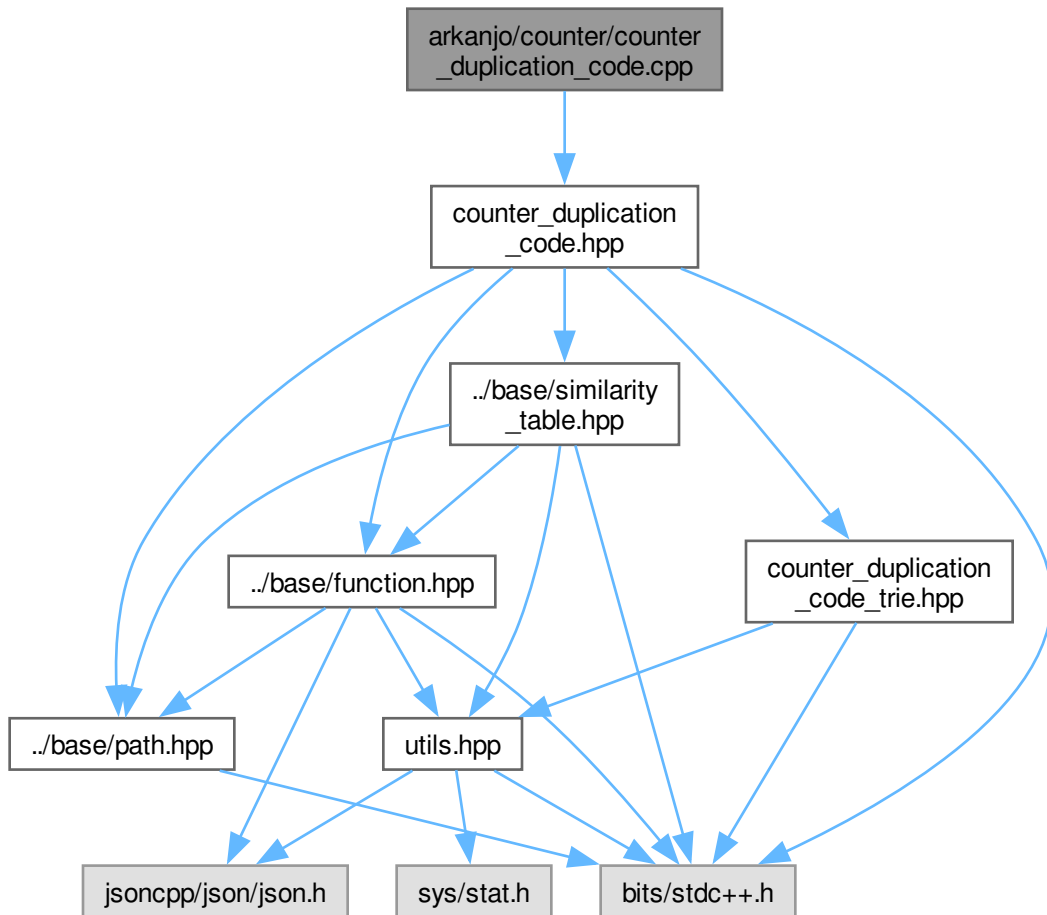 arkanjo/counter/counter
_duplication_code.cpp
counter_duplication
_code.hpp
../base/similarity
_table.hpp
../base/function.hpp
counter_duplication
_code_trie.hpp
../base/path.hpp
utils.hpp
jsoncpp/json/json.h
sys/stat.h
bits/stdc++.h